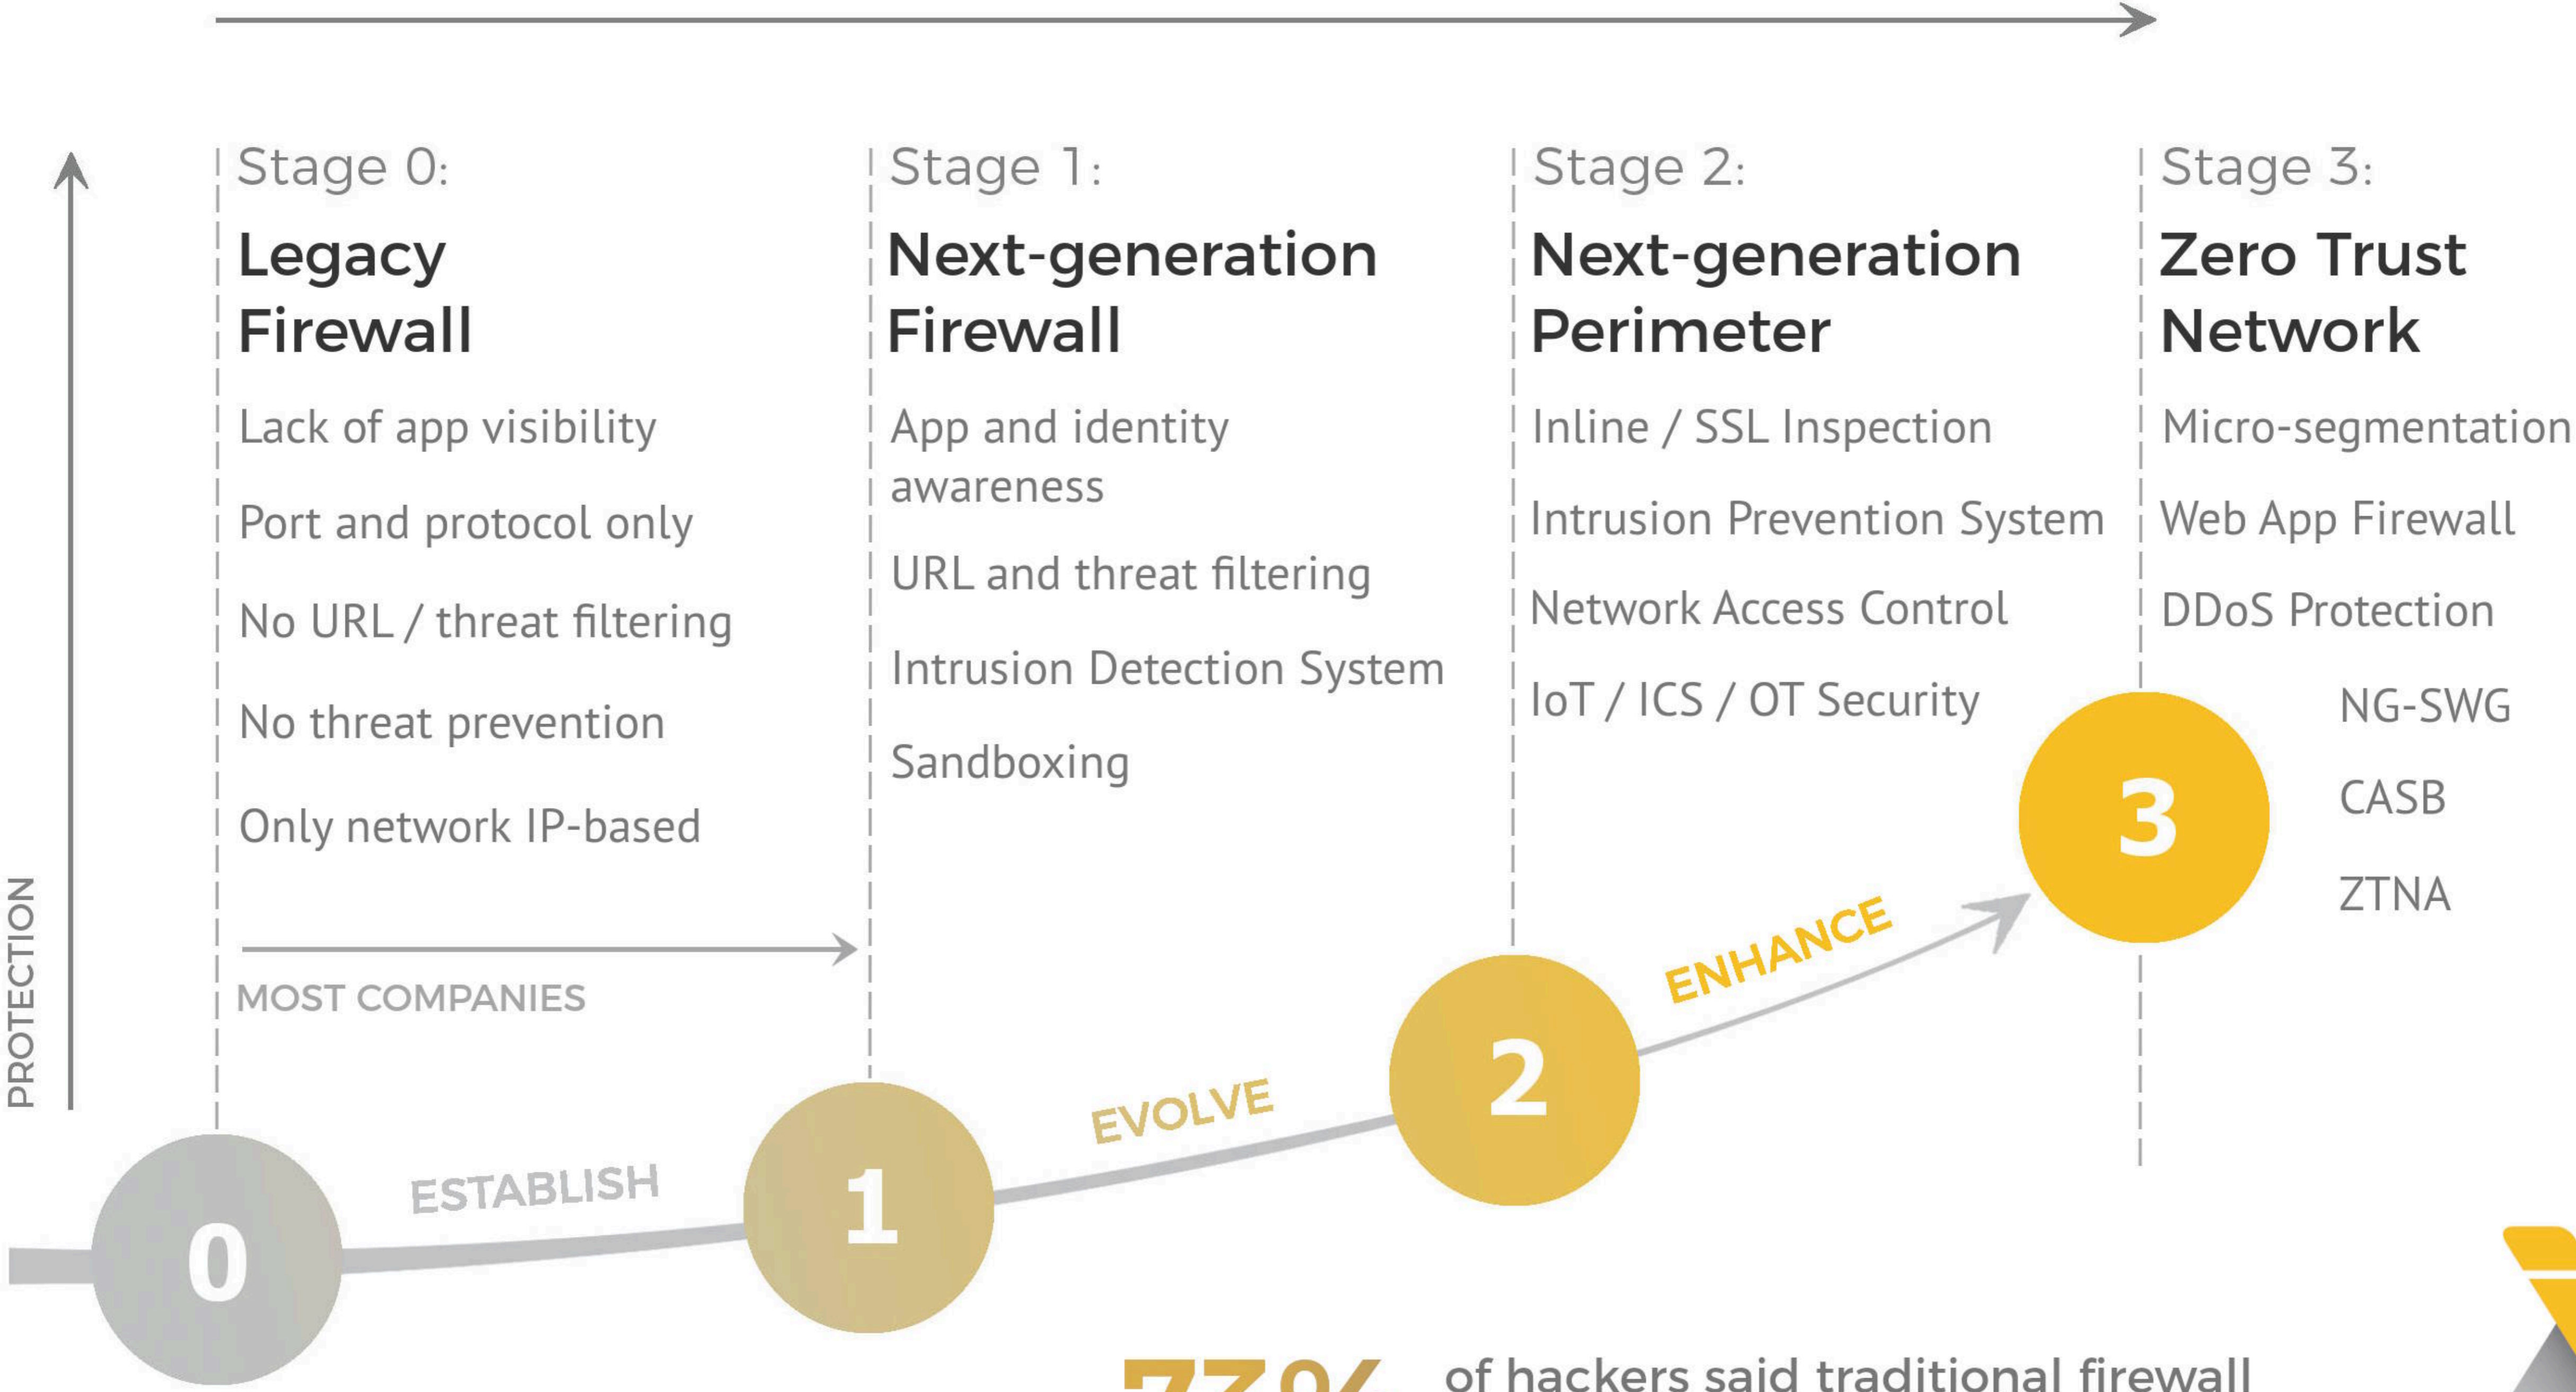 Stage 0:
Legacy
Firewall
Lack of app visibility
Port and protocol only
No URL / threat filtering
No threat prevention
Only network IP-based
MOST COMPANIES
Stage 1:
Next-generation
Firewall
App and identity
awareness
URL and threat filtering
Intrusion Detection System
Sandboxing
Stage 2:
Next-generation
Perimeter
Inline / SSL Inspection
Intrusion Prevention System
Network Access Control
IoT / ICS / OT Security
Stage 3:
Zero Trust
Network
Micro-segmentation
Web App Firewall
DDoS Protection
NG-SWG
CASB
ZTNA
PROTECTION
0
ESTABLISH
1
EVOLVE
2
ENHANCE
3
of hackers said traditional firewall